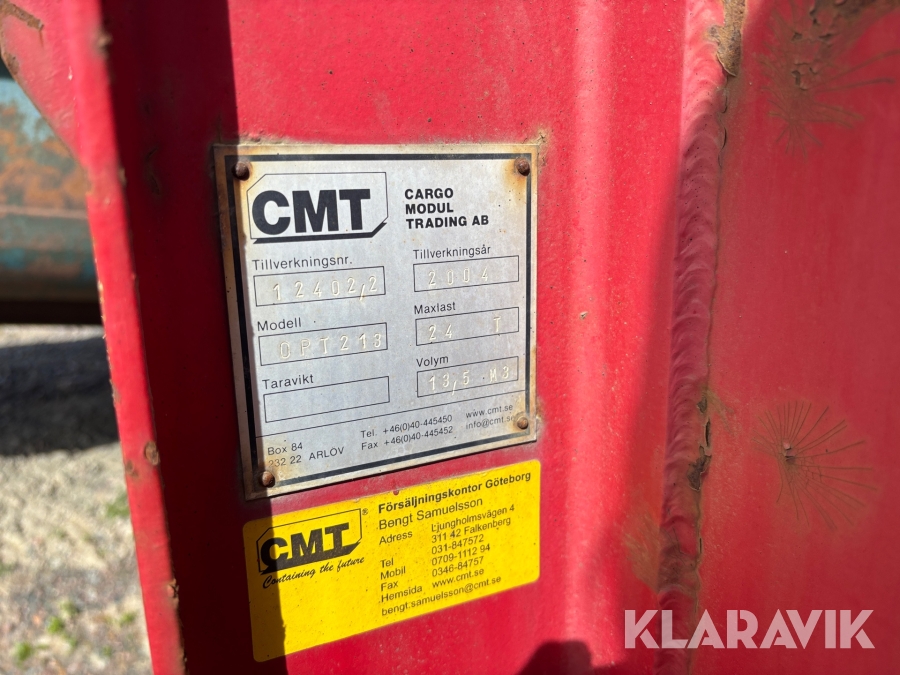 CMT
CARGO
MODUL
TRADING AB
Tillverkningsnr.
12402,2
Tillverkningsår
2004
Modell
OPT213
Maxlast
24 T
Taravikt
Volym
13,5 M3
Box 84
232 22 ARLOV
Tel. +46(0)40-445450
Fax +46(0)40-445452
www.cmt.se
info@cmt.se
CMT®
Containing the future
Försäljningskontor Göteborg
Bengt Samuelsson
Adress Ljungholmsvägen 4
311 42 Falkenberg
Tel 031-847572
Mobil 0709-1112 94
Fax 0346-84757
Hemsida www.cmt.se
bengt.samuelsson@cmt.se
KLARAVIK